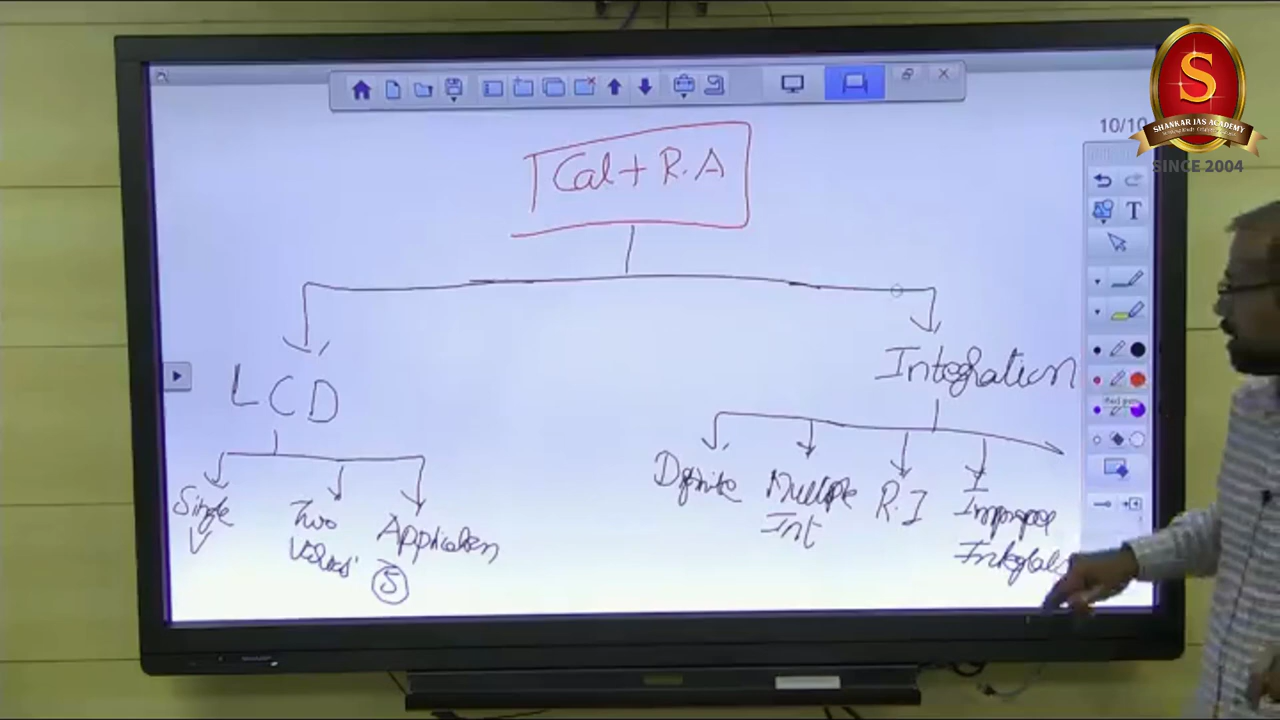 S
SHANKAR IAS ACADEMY
SINCE 2004
10/10
T
Cal + R.A
LCD
Integration
Single
V
Two
Application
5
Definite
Multiple
Int
R.I
I
Improper
Integrals